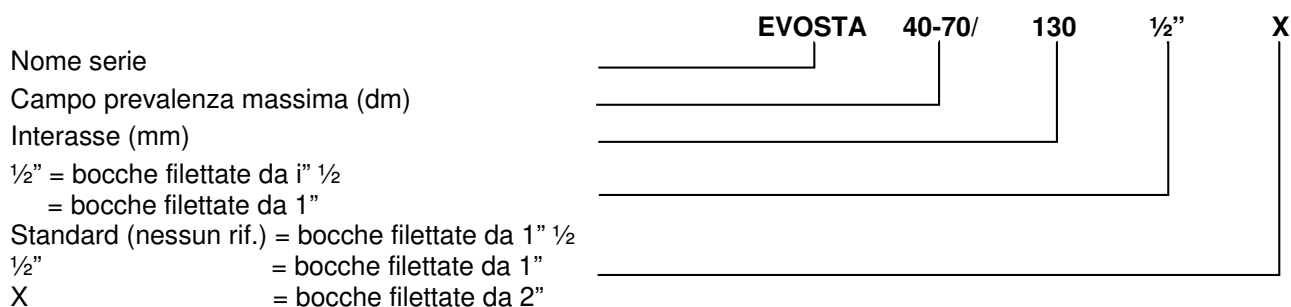 EVOSTA 40-70/ 130 ½” X
Nome serie
Campo prevalenza massima (dm)
Interasse (mm)
½” = bocche filettate da i” ½
= bocche filettate da 1”
Standard (nessun rif.) = bocche filettate da 1” ½
½” = bocche filettate da 1”
X = bocche filettate da 2”